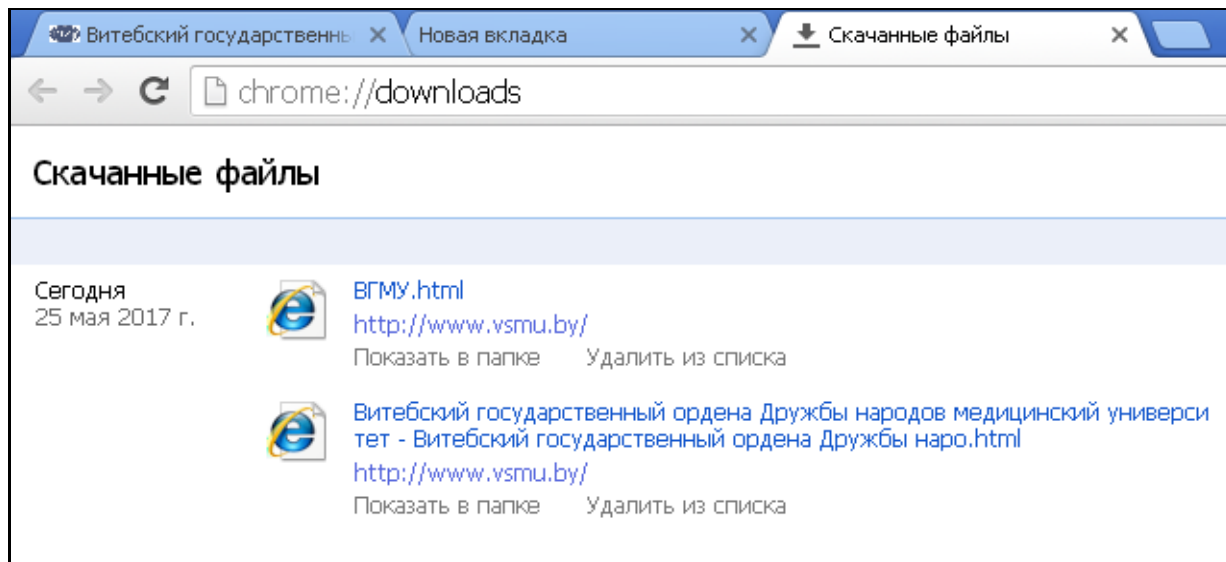 Витебский государственны
Новая вкладка
Скачанные файлы
chrome://downloads
Скачанные файлы
Сегодня
25 мая 2017 г.
ВГМУ.html
http://www.vsmu.by/
Показать в папке Удалить из списка
Витебский государственный ордена Дружбы народов медицинский универси
тет - Витебский государственный ордена Дружбы наро.html
http://www.vsmu.by/
Показать в папке Удалить из списка